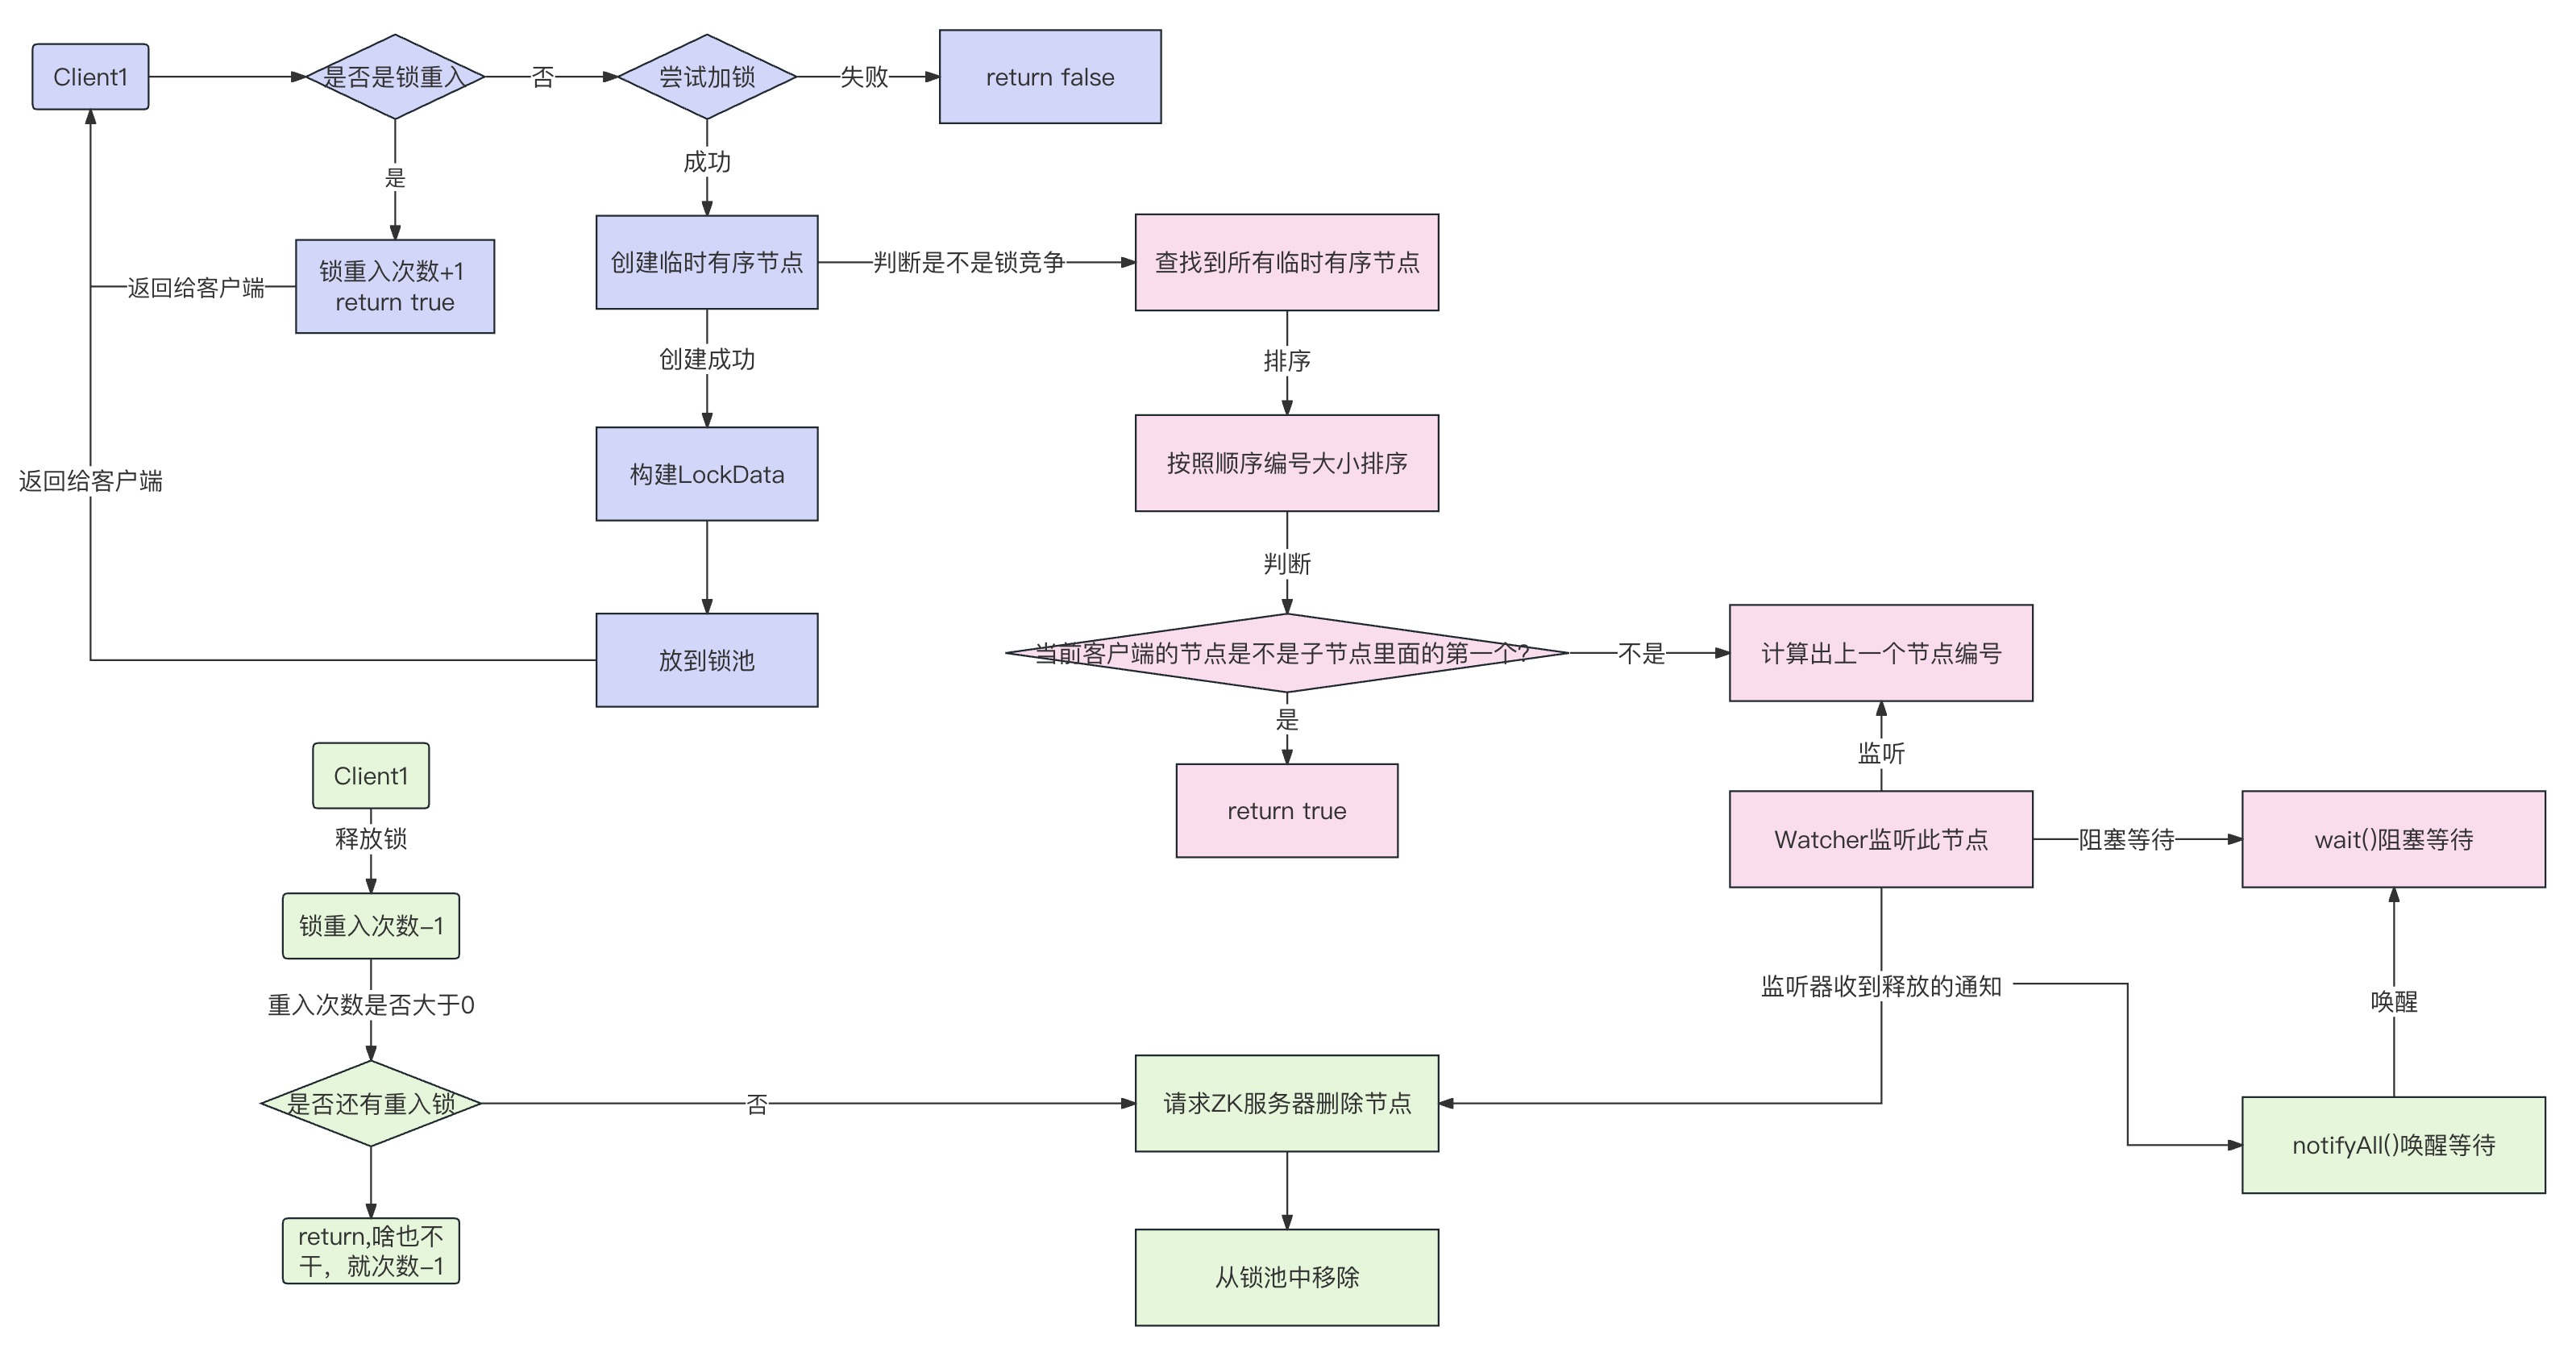 Client1
是否是锁重入
否
尝试加锁
失败
return false
是
成功
锁重入次数+1
return true
返回给客户端
创建临时有序节点
判断是不是锁竞争
查找到所有临时有序节点
创建成功
排序
构建LockData
按照顺序编号大小排序
返回给客户端
判断
放到锁池
当前客户端的节点是不是子节点里面的第一个?
不是
计算出上一个节点编号
是
监听
return true
Watcher监听此节点
阻塞等待
wait()阻塞等待
Client1
释放锁
锁重入次数-1
重入次数是否大于0
监听器收到释放的通知
唤醒
是否还有重入锁
否
请求ZK服务器删除节点
notifyAll()唤醒等待
return,啥也不
干，就次数-1
从锁池中移除